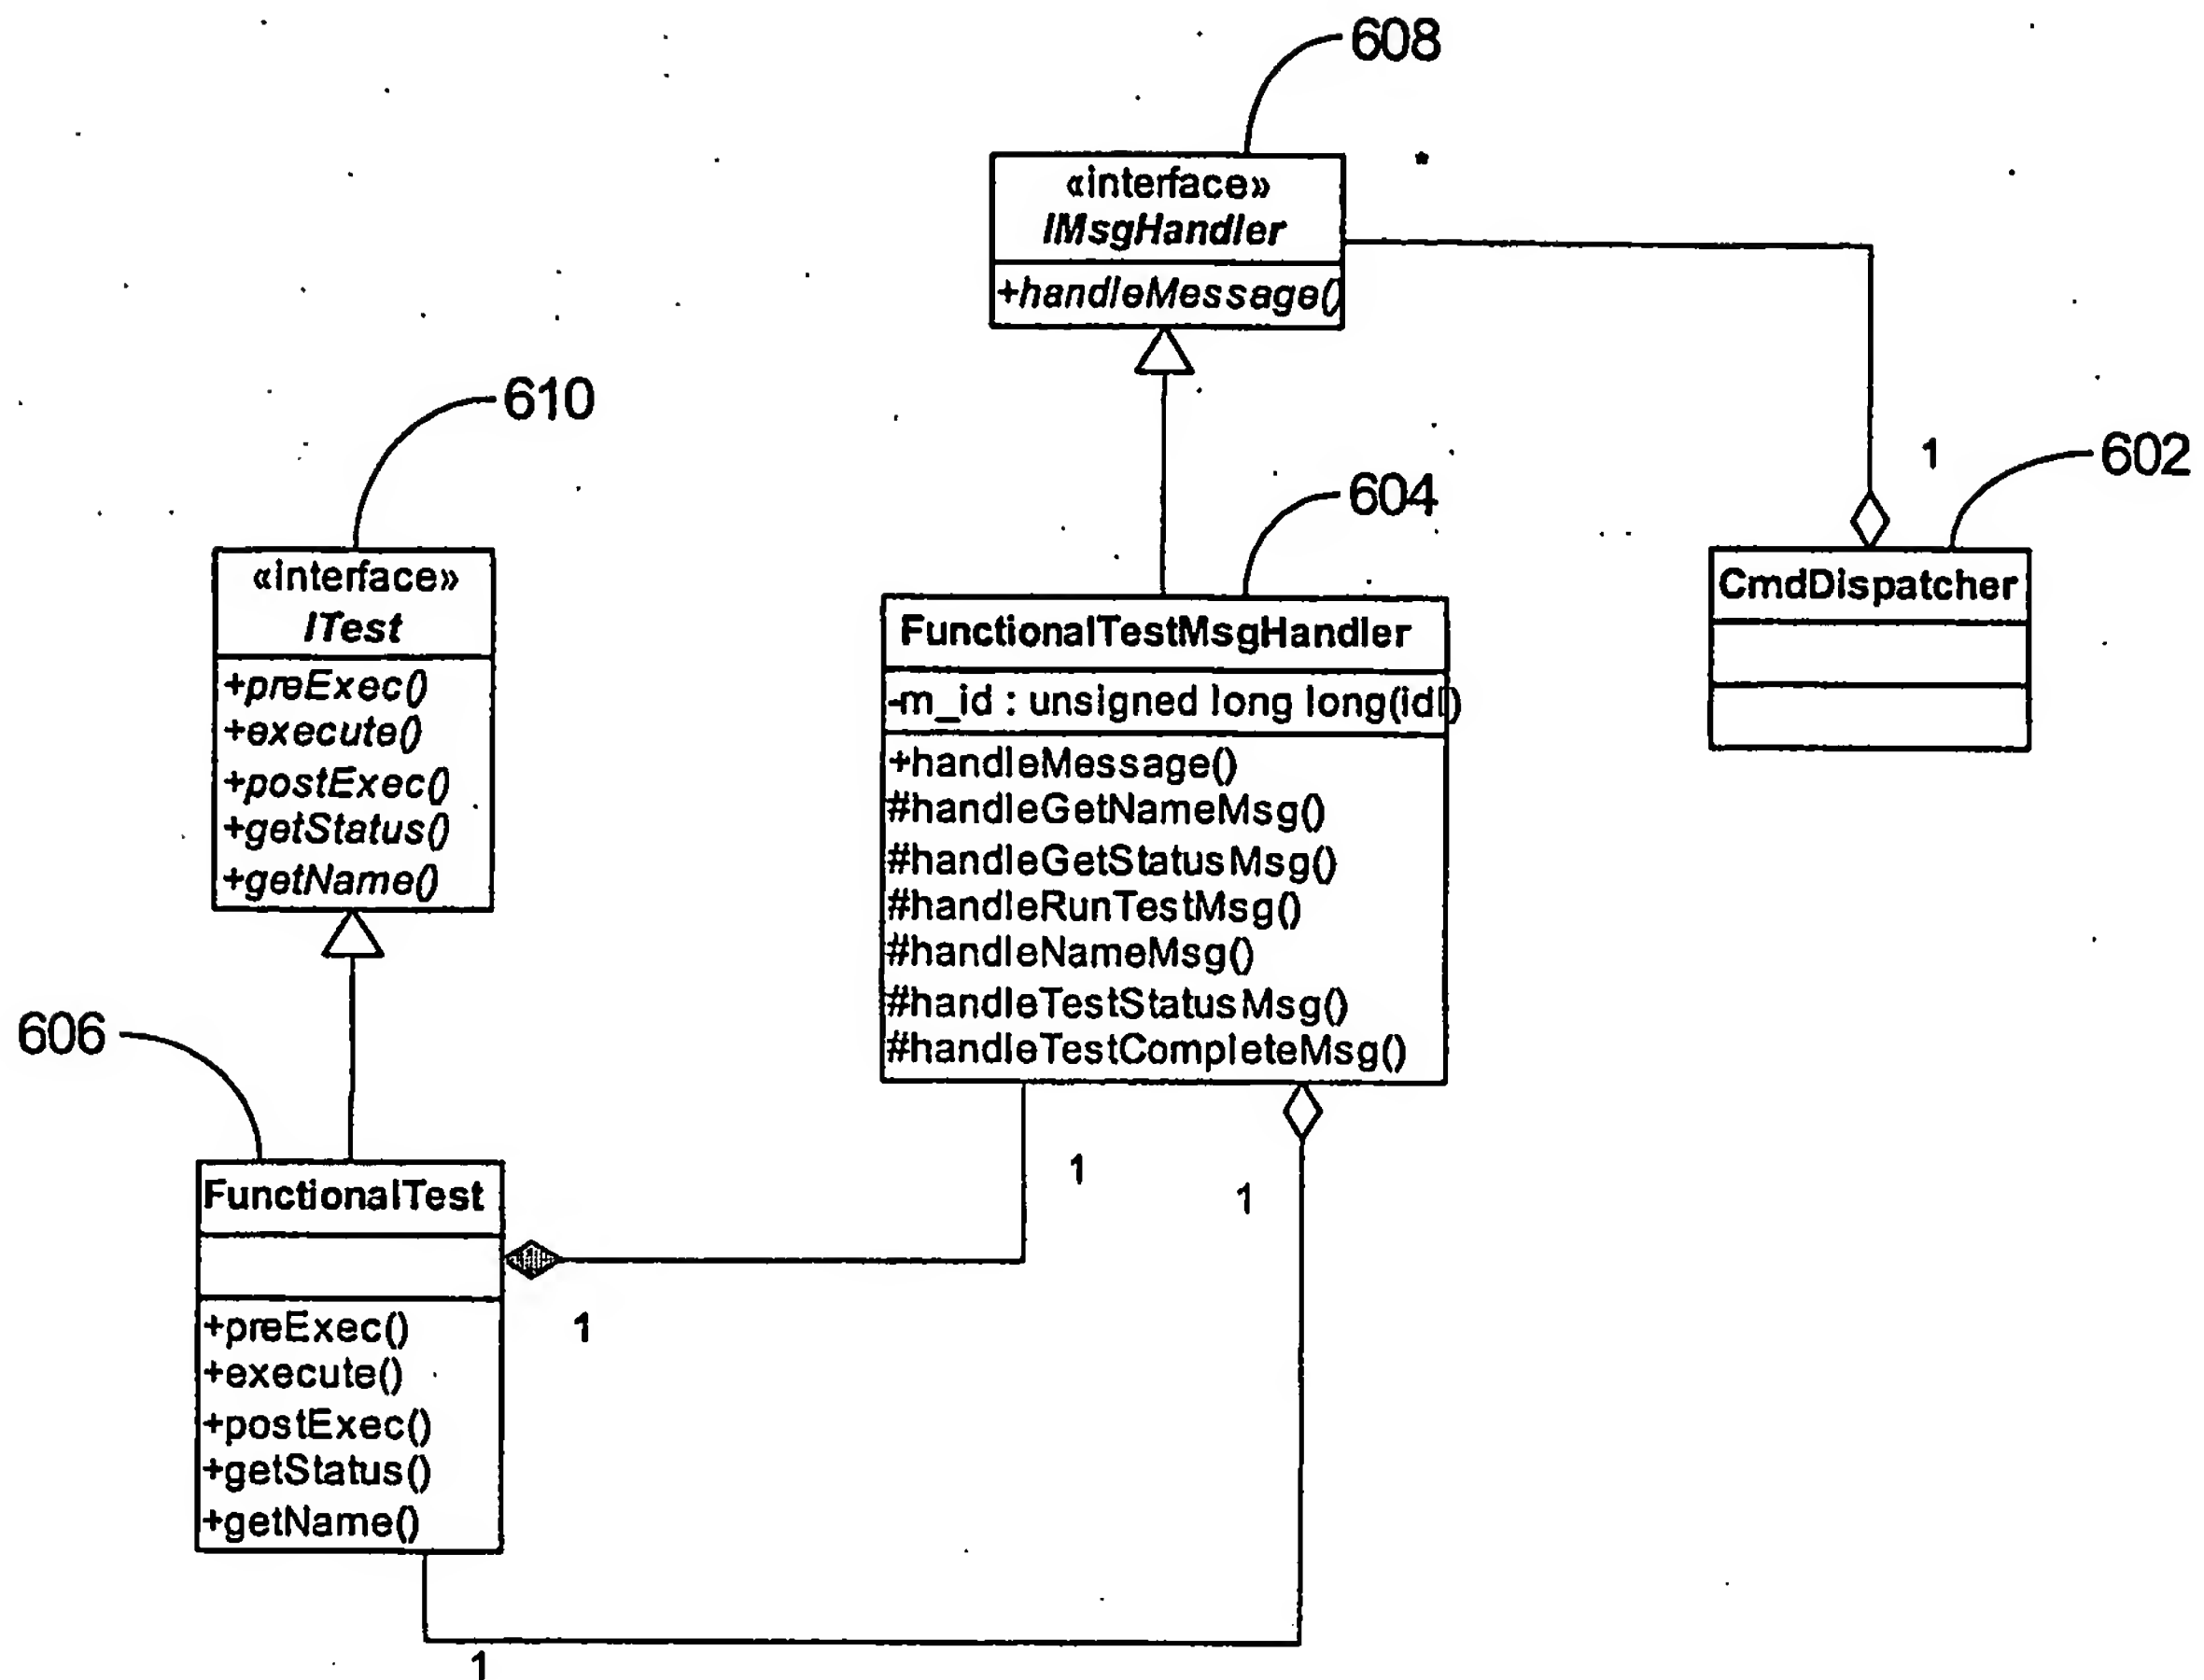 608
«interface»
IMsgHandler
+handleMessage()
*
610
«interface»
ITest
+preExec()
+execute()
+postExec()
+getStatus()
+getName()
604
FunctionalTestMsgHandler
-m_id : unsigned long long(idl)
+handleMessage()
#handleGetNameMsg()
#handleGetStatusMsg()
#handleRunTestMsg()
#handleNameMsg()
#handleTestStatusMsg()
#handleTestCompleteMsg()
1
602
CmdDispatcher
606
FunctionalTest
+preExec()
+execute()
+postExec()
+getStatus()
+getName()
1
1
1
1